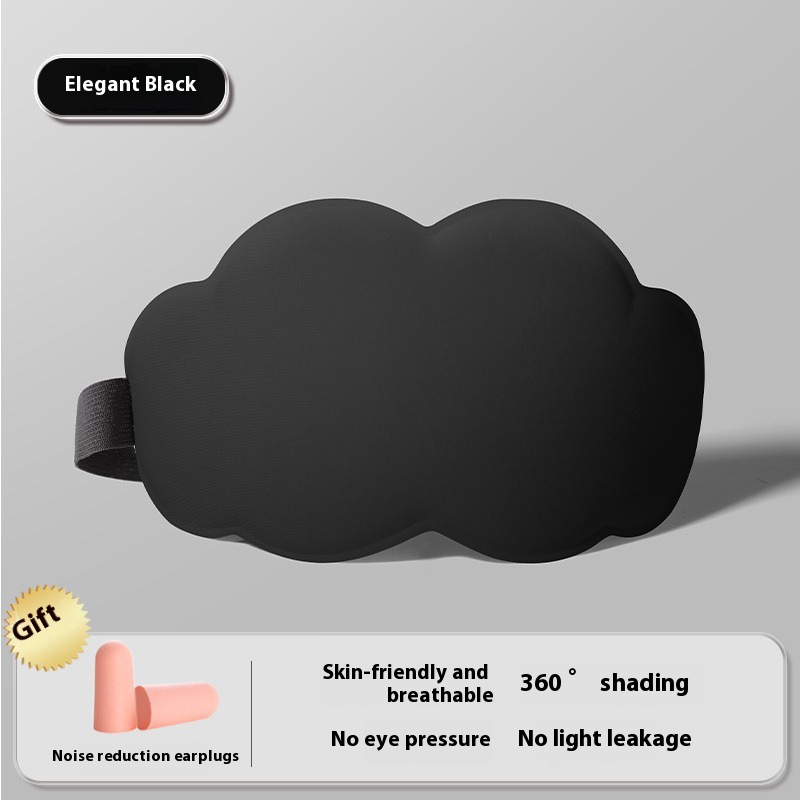 Elegant Black
Gift
Skin-friendly and
breathable
360° shading
No eye pressure
No light leakage
Noise reduction earplugs